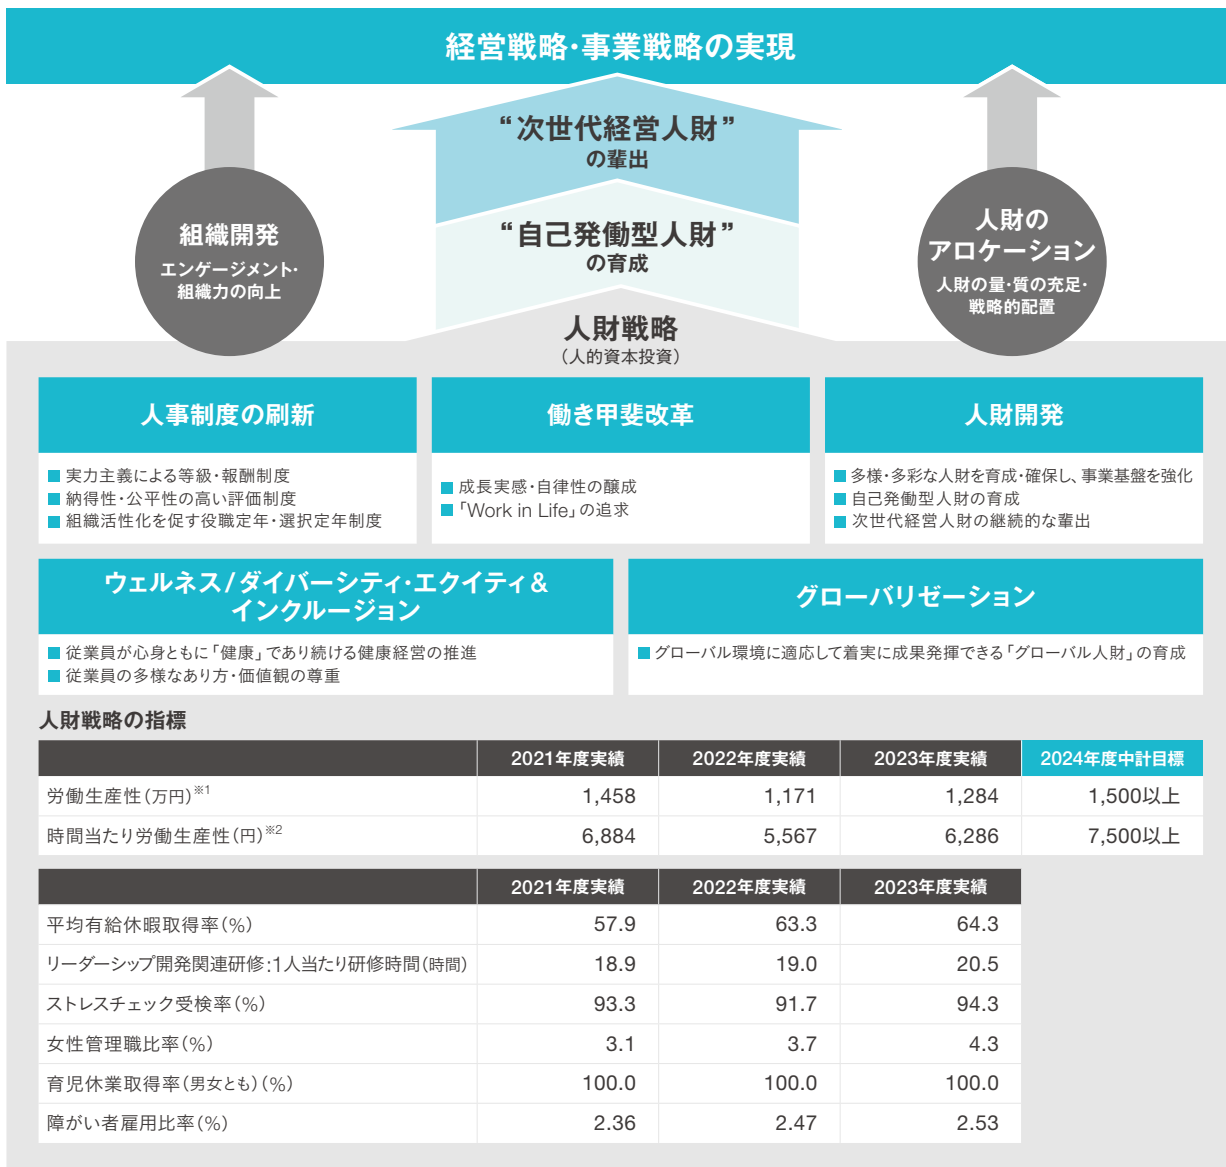 経営戦略・事業戦略の実現
“次世代経営人財”
の輩出
“自己発働型人財”
の育成
組織開発
エンゲージメント・
組織力の向上
人財の
アロケーション
人財の量・質の充足・
戦略的配置
人財戦略
（人的資本投資）
人事制度の刷新
■ 実力主義による等級・報酬制度
■ 納得性・公平性の高い評価制度
■ 組織活性化を促す役職定年・選択定年制度
働き甲斐改革
■ 成長実感・自律性の醸成
■ 「Work in Life」の追求
人財開発
■ 多様・多彩な人財を育成・確保し、事業基盤を強化
■ 自己発働型人財の育成
■ 次世代経営人財の継続的な輩出
ウェルネス/ダイバーシティ・エクイティ&
インクルージョン
■ 従業員が心身ともに「健康」であり続ける健康経営の推進
■ 従業員の多様なあり方・価値観の尊重
グローバリゼーション
■ グローバル環境に適応して着実に成果発揮できる「グローバル人財」の育成
人財戦略の指標
2021年度実績 2022年度実績 2023年度実績 2024年度中計目標
労働生産性（万円）※1 1,458 1,171 1,284 1,500以上
時間当たり労働生産性（円）※2 6,884 5,567 6,286 7,500以上
2021年度実績 2022年度実績 2023年度実績
平均有給休暇取得率（%） 57.9 63.3 64.3
リーダーシップ開発関連研修：1人当たり研修時間（時間） 18.9 19.0 20.5
ストレスチェック受検率（%） 93.3 91.7 94.3
女性管理職比率（%） 3.1 3.7 4.3
育児休業取得率（男女とも）（%） 100.0 100.0 100.0
障がい者雇用比率（%） 2.36 2.47 2.53